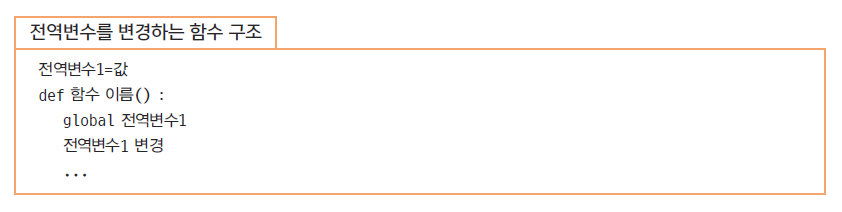 전역변수를 변경하는 함수 구조
전역변수1=값
def 함수 이름() :
global 전역변수1
전역변수1 변경
...